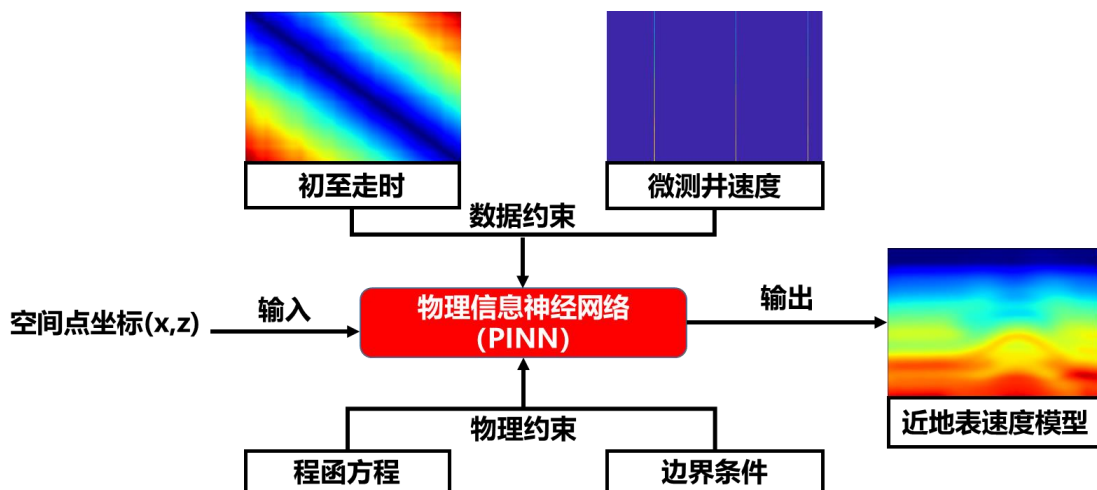 初至走时
微测井速度
数据约束
空间点坐标(x,z)
输入
物理信息神经网络
(PINN)
输出
近地表速度模型
物理约束
程函方程
边界条件